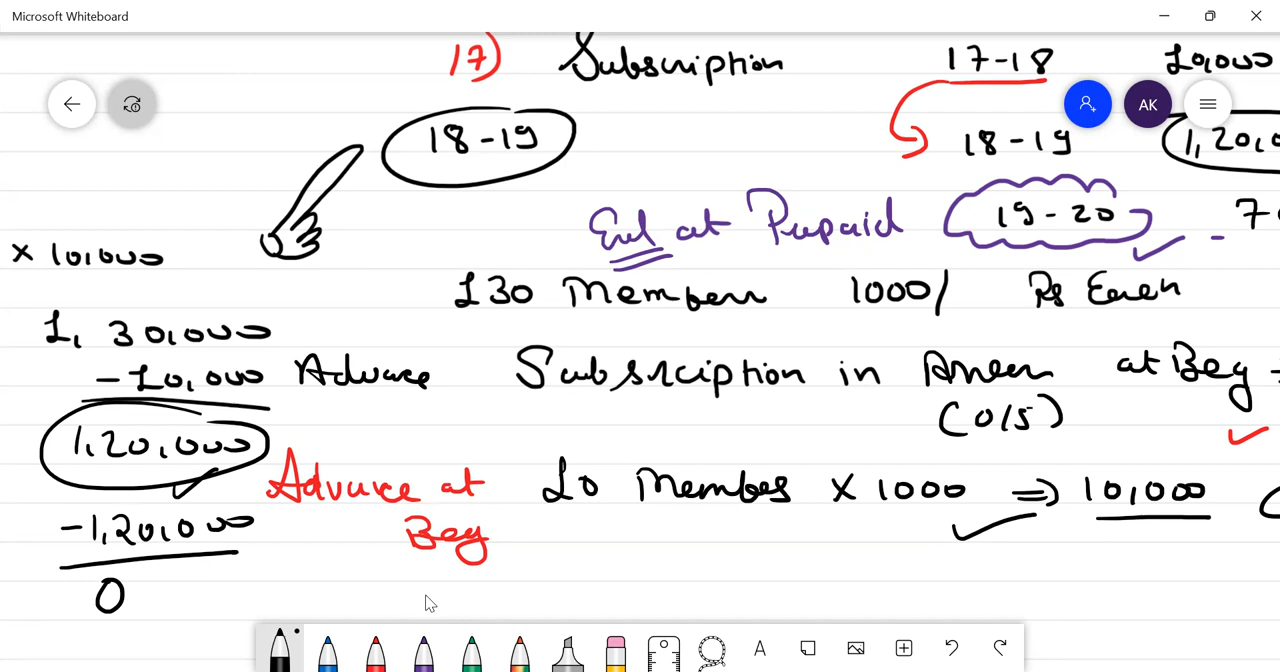 Microsoft Whiteboard
17) Subscription 17-18 10,000
AK
18-19 18-19 1,20,0
End at Prepaid 19-20 - 7
x 10,000
130 Members 1000/ Rs Each
1,30,000
-10,000 Advance Subsrciption in Arrear at Beg
(O/S)
1,20,000
Advance at Beg 10 Members x 1000 => 10,000
-1,20,000
0
A